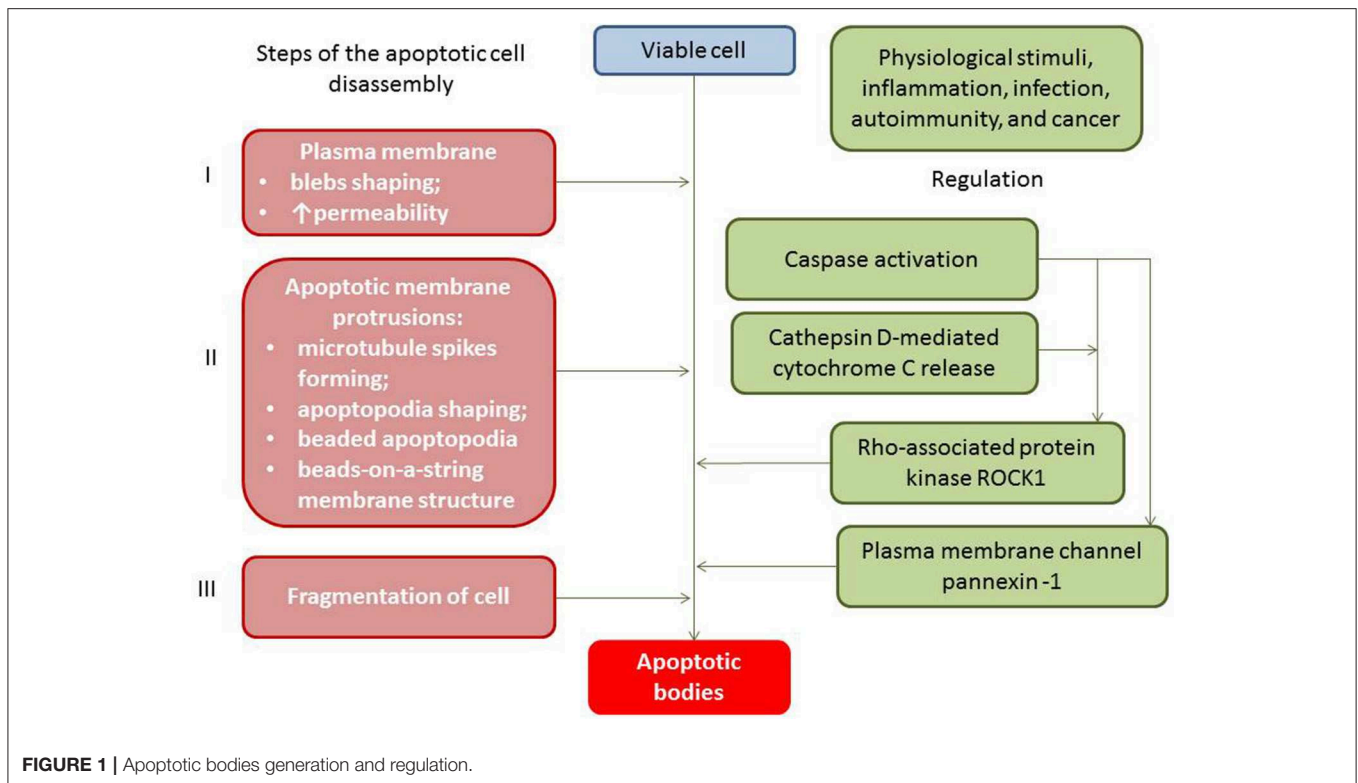 Steps of the apoptotic cell
disassembly
Viable cell
Physiological stimuli,
inflammation, infection,
autoimmunity, and cancer
I
Plasma membrane
• blebs shaping;
• ↑permeability
Regulation
Caspase activation
II
Apoptotic membrane
protrusions:
• microtubule spikes
forming;
• apoptopodia shaping;
• beaded apoptopodia
• beads-on-a-string
membrane structure
Cathepsin D-mediated
cytochrome C release
Rho-associated protein
kinase ROCK1
Plasma membrane channel
pannexin -1
III
Fragmentation of cell
Apoptotic
bodies
FIGURE 1 | Apoptotic bodies generation and regulation.